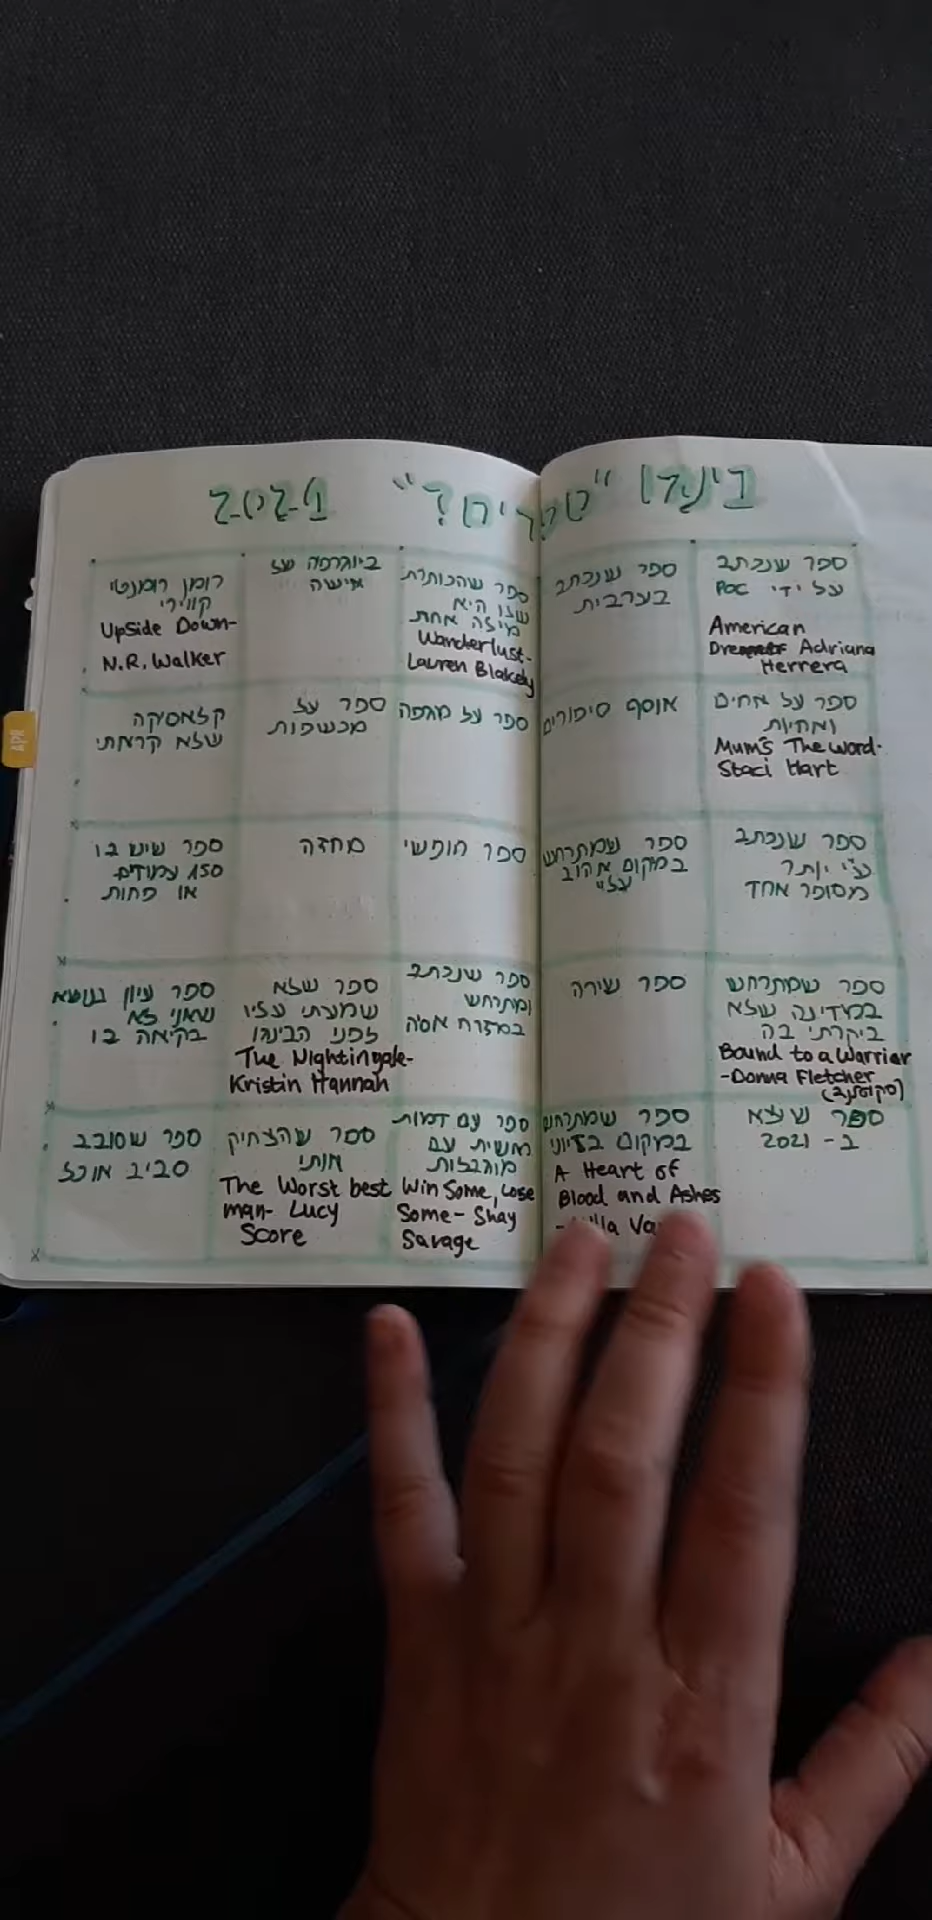 בינגו "ספרים?" 2021
ספר שנכתב
על ידי POC
American
Adriana
Herrera
ספר שנכתב
בערבית
ספר שהכותרת
שלו היא
מילה אחת
Wanderlust-
Lauren Blakely
ביוגרפיה של
אישה
רומן רומנטי
קווירי
Upside Down-
N.R. Walker
ספר על אחים
ואחיות
Mum's The Word-
Staci Hart
אוסף סיפורים
ספר על מגפה
ספר על
מכשפות
קלאסיקה
שלא קראתי
ספר שנכתב
ע"י יותר
מסופר אחד
ספר שמתרחש
במקום אהוב
עליי
ספר חופשי
מחזה
ספר שיש בו
150 עמודים
או פחות
ספר שמתרחש
במדינה שלא
ביקרתי בה
Bound to a Warrier
-Donna Fletcher
(סקוטלנד)
ספר שירה
ספר שנכתב
ומתרחש
במזרח אסיה
ספר שלא
שמעתי עליו
לפני הבינגו
The Nightingale-
Kristin Hannah
ספר עיון בנושא
שאני לא
בקיאה בו
ספר שיצא
ב-2021
ספר שמתרחש
במקום בדיוני
A Heart of
Blood and Ashes
ספר עם דמות
ראשית עם
מוגבלות
Win Some, Lose
Some- Shay
Savage
ספר שהצחיק
אותי
The Worst best
man- Lucy
Score
ספר שסובב
סביב אוכל
APR